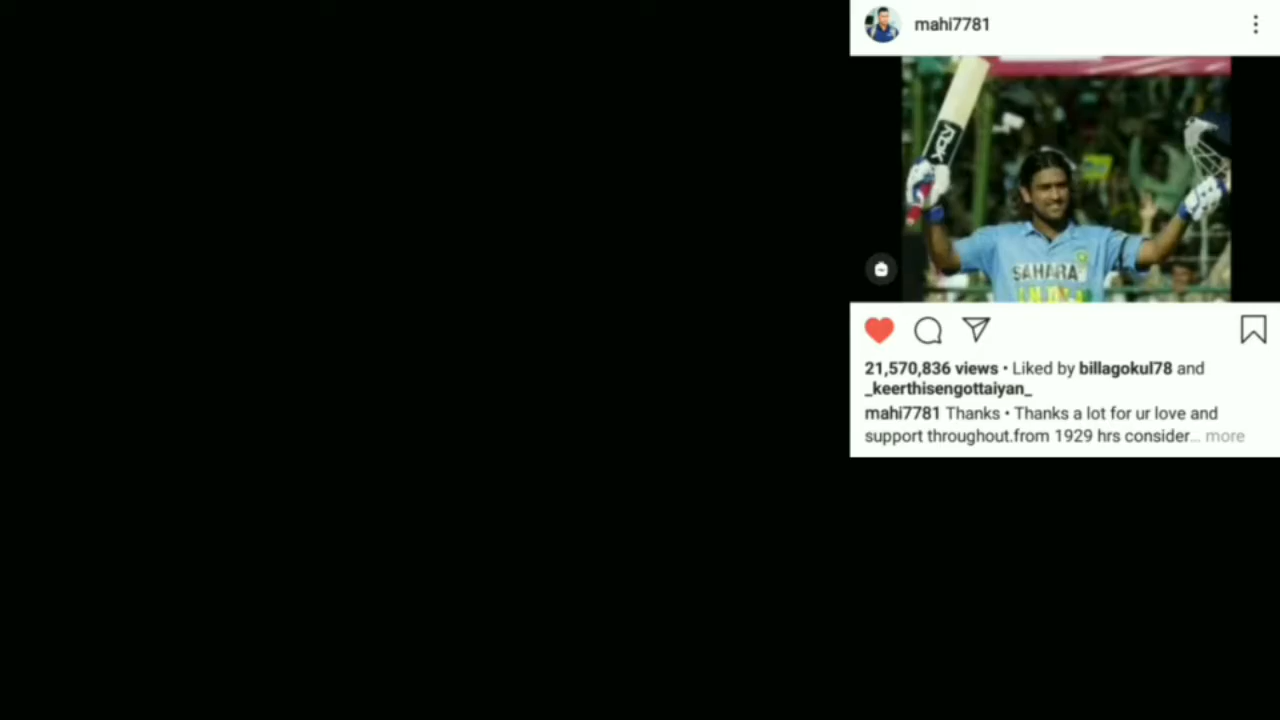 mahi7781
SAHARA
21,570,836 views • Liked by billagokul78 and
_keerthisengottaiyan_
mahi7781 Thanks • Thanks a lot for ur love and
support throughout.from 1929 hrs consider... more